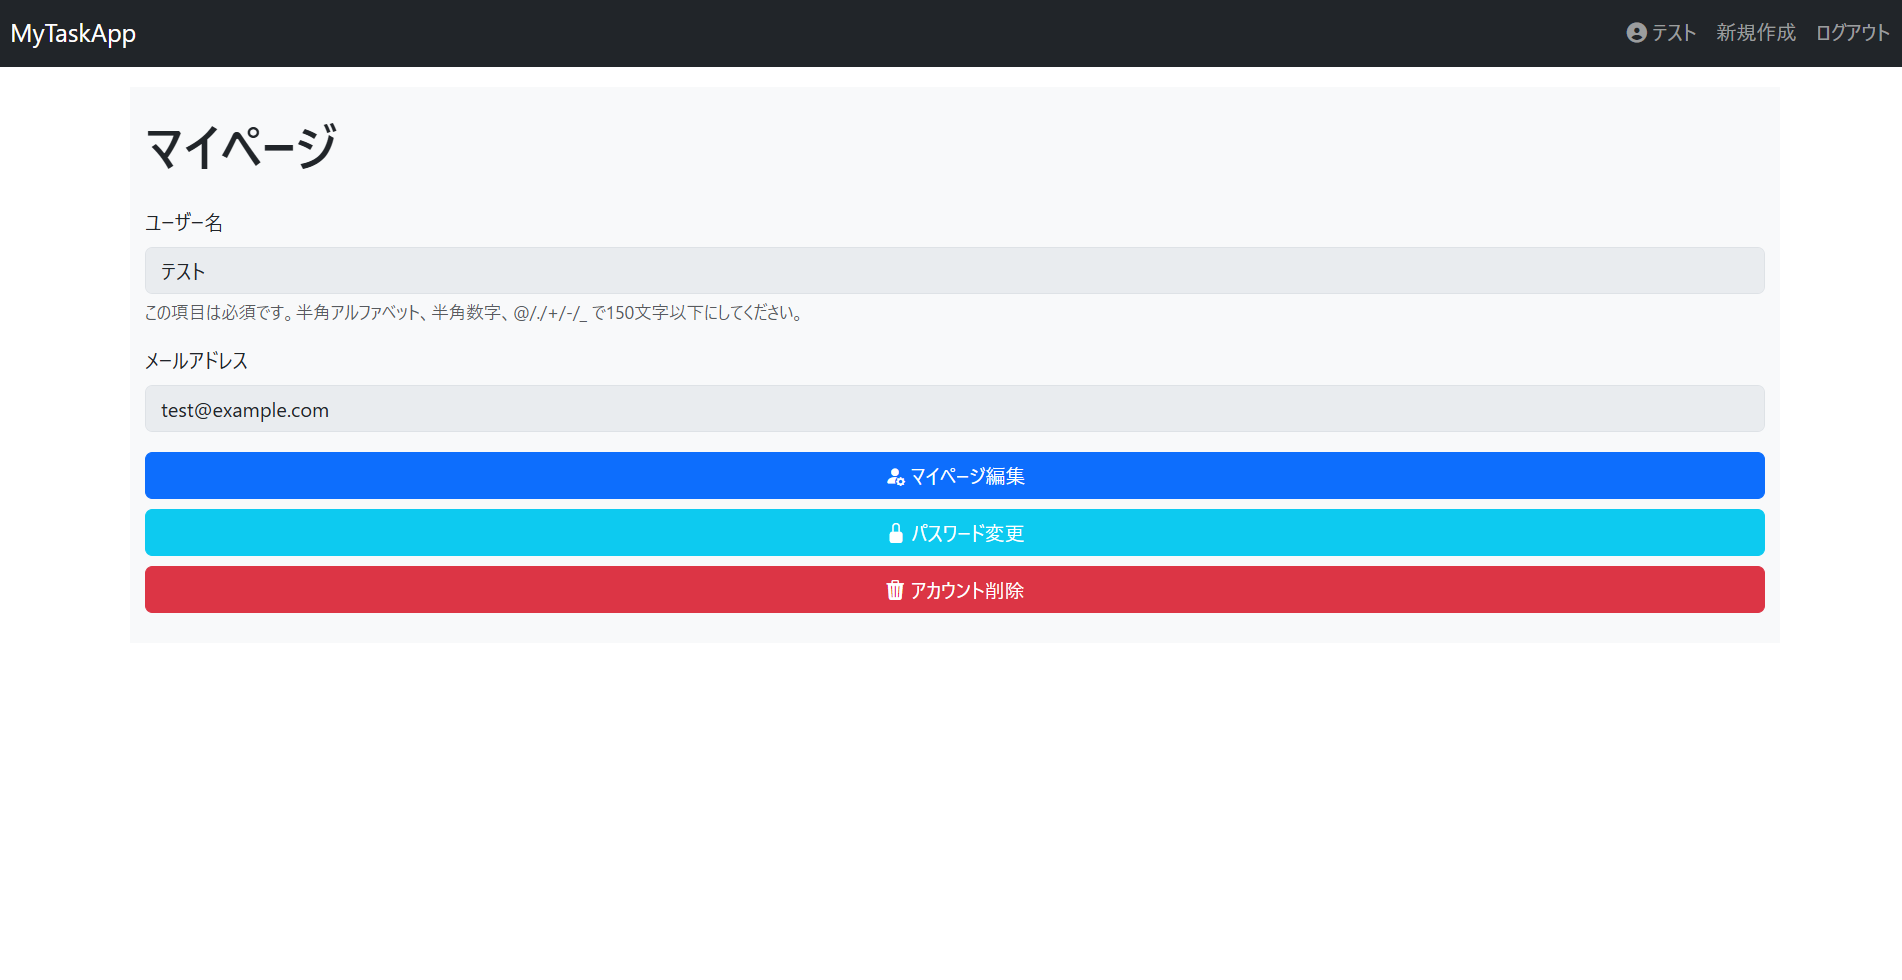 MyTaskApp
テスト 新規作成 ログアウト
マイページ
ユーザー名
テスト
この項目は必須です。半角アルファベット、半角数字、@/./+/-/_ で150文字以下にしてください。
メールアドレス
test@example.com
マイページ編集
パスワード変更
アカウント削除